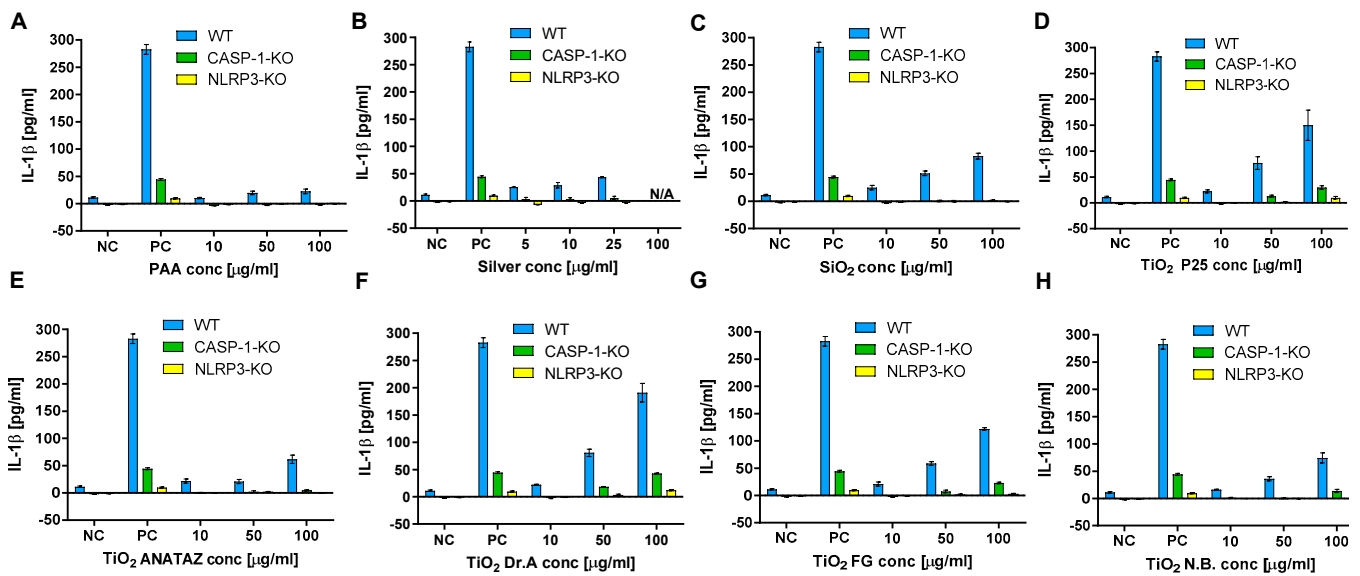 A
WT
CASP-1-KO
NLRP3-KO
IL-1β [pg/ml]
300
250
200
150
100
50
0
-50
NC PC 10 50 100
PAA conc [μg/ml]
B
WT
CASP-1-KO
NLRP3-KO
IL-1β [pg/ml]
300
250
200
150
100
50
0
-50
N/A
NC PC 5 10 25 100
Silver conc [μg/ml]
C
WT
CASP-1-KO
NLRP3-KO
IL-1β [pg/ml]
300
250
200
150
100
50
0
-50
NC PC 10 50 100
SiO₂ conc [μg/ml]
D
WT
CASP-1-KO
NLRP3-KO
IL-1β [pg/ml]
300
250
200
150
100
50
0
-50
NC PC 10 50 100
TiO₂ P25 conc [μg/ml]
E
WT
CASP-1-KO
NLRP3-KO
IL-1β [pg/ml]
300
250
200
150
100
50
0
-50
NC PC 10 50 100
TiO₂ ANATAZ conc [μg/ml]
F
WT
CASP-1-KO
NLRP3-KO
IL-1β [pg/ml]
300
250
200
150
100
50
0
-50
NC PC 10 50 100
TiO₂ Dr.A conc [μg/ml]
G
WT
CASP-1-KO
NLRP3-KO
IL-1β [pg/ml]
300
250
200
150
100
50
0
-50
NC PC 10 50 100
TiO₂ FG conc [μg/ml]
H
WT
CASP-1-KO
NLRP3-KO
IL-1β [pg/ml]
300
250
200
150
100
50
0
-50
NC PC 10 50 100
TiO₂ N.B. conc [μg/ml]